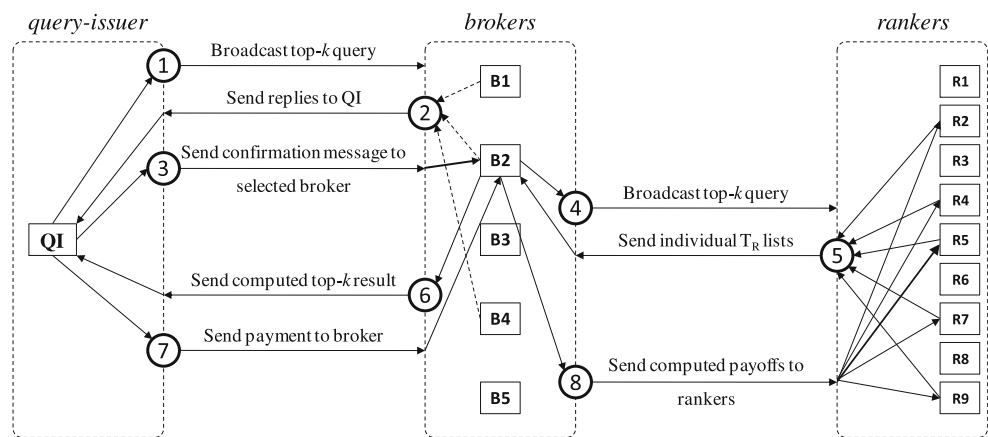 query-issuer
brokers
rankers
1
Broadcast top-k query
B1
R1
Send replies to QI
2
R2
3
Send confirmation message to
selected broker
B2
R3
4
Broadcast top-k query
R4
QI
B3
Send individual TR lists
5
R5
Send computed top-k result
6
R6
B4
R7
7
Send payment to broker
R8
8
Send computed payoffs to
rankers
B5
R9